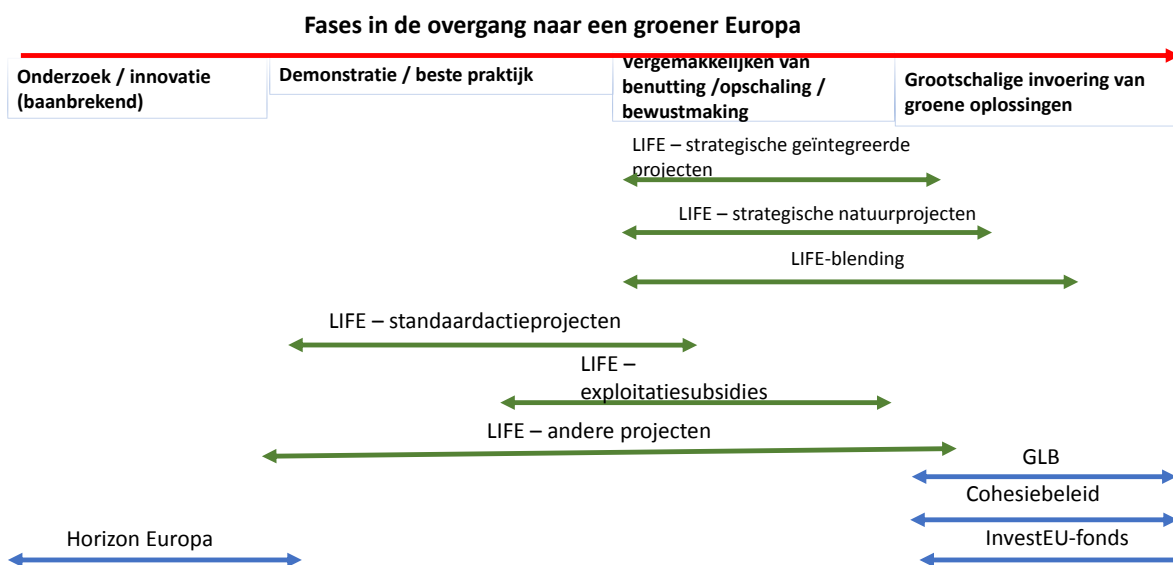 Fases in de overgang naar een groener Europa
Onderzoek / innovatie
(baanbrekend)
Demonstratie / beste praktijk
Vergemakkelijken van
benutting /opschaling /
bewustmaking
Grootschalige invoering van
groene oplossingen
LIFE – strategische geïntegreerde
projecten
LIFE – strategische natuurprojecten
LIFE-blending
LIFE – standaardactieprojecten
LIFE –
exploitatiesubsidies
LIFE – andere projecten
GLB
Cohesiebeleid
Horizon Europa
InvestEU-fonds